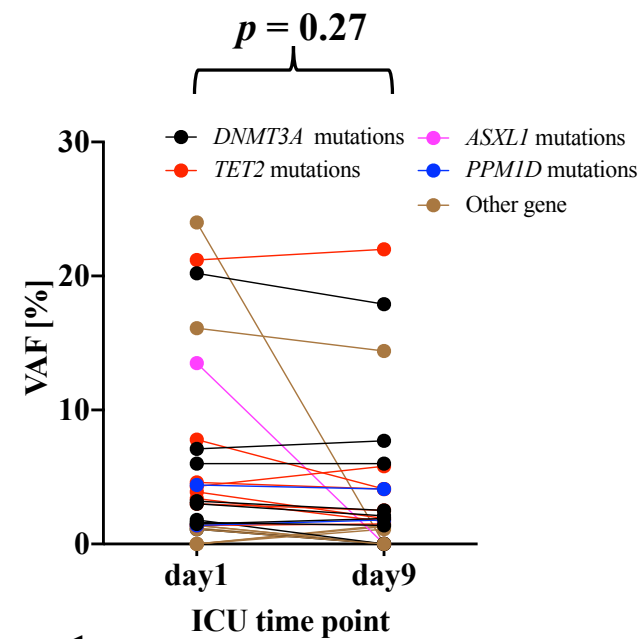 p = 0.27
DNMT3A mutations
ASXL1 mutations
TET2 mutations
PPM1D mutations
Other gene
30
20
10
0
VAF [%]
day1 day9
ICU time point